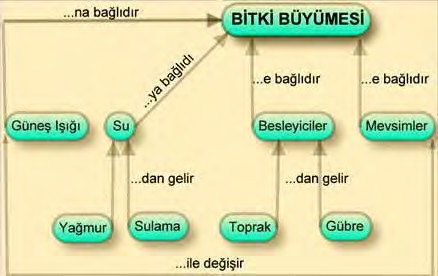 ...na bağlıdır
BİTKİ BÜYÜMESİ
...ya bağlıdı
...e bağlıdır
...e bağlıdır
Güneş Işığı
Su
Besleyiciler
Mevsimler
...dan gelir
...dan gelir
Yağmur
Sulama
Toprak
Gübre
...ile değişir